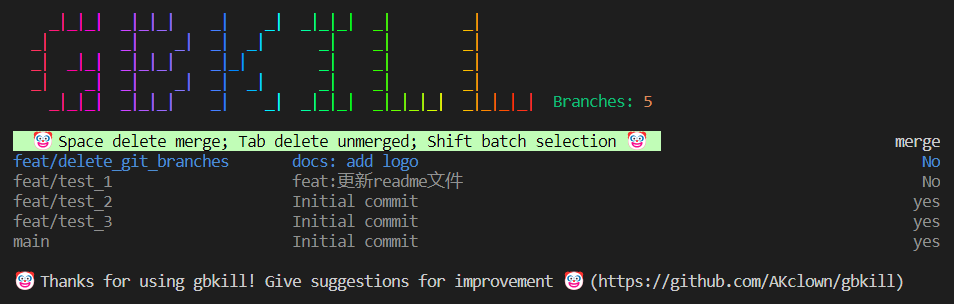 GBKILL
Branches: 5
🤡 Space delete merge; Tab delete unmerged; Shift batch selection 🤡 merge
feat/delete_git_branches docs: add logo No
feat/test_1 feat:更新readme文件 No
feat/test_2 Initial commit yes
feat/test_3 Initial commit yes
main Initial commit yes
🤡 Thanks for using gbkill! Give suggestions for improvement 🤡 (https://github.com/AKclown/gbkill)